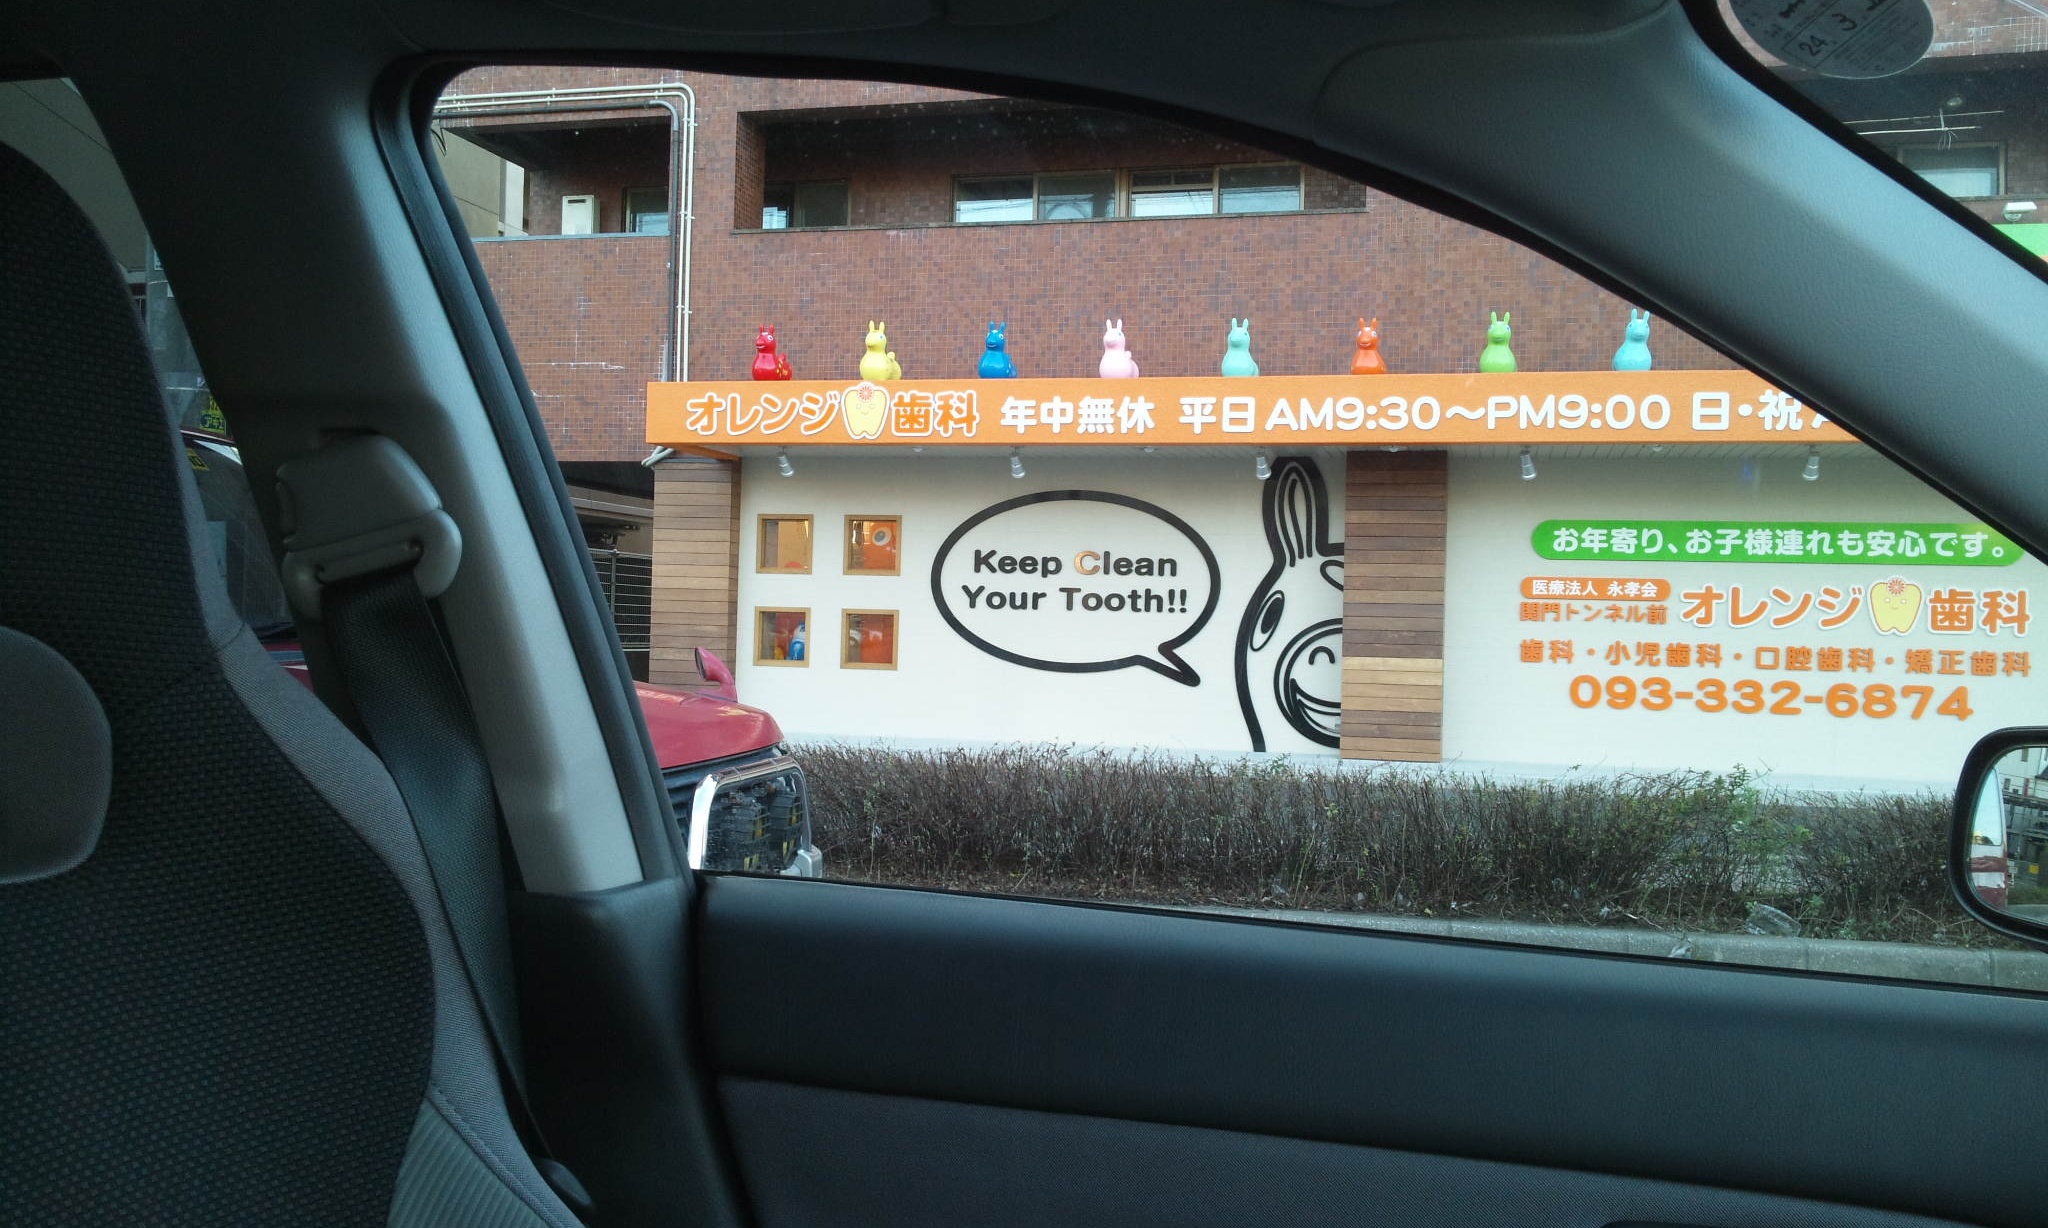 24 3
オレンジ歯科 年中無休 平日AM9:30〜PM9:00 日・祝
Keep Clean
Your Tooth!!
お年寄り、お子様連れも安心です。
医療法人 永孝会
関門トンネル前
オレンジ歯科
歯科・小児歯科・口腔歯科・矯正歯科
093-332-6874